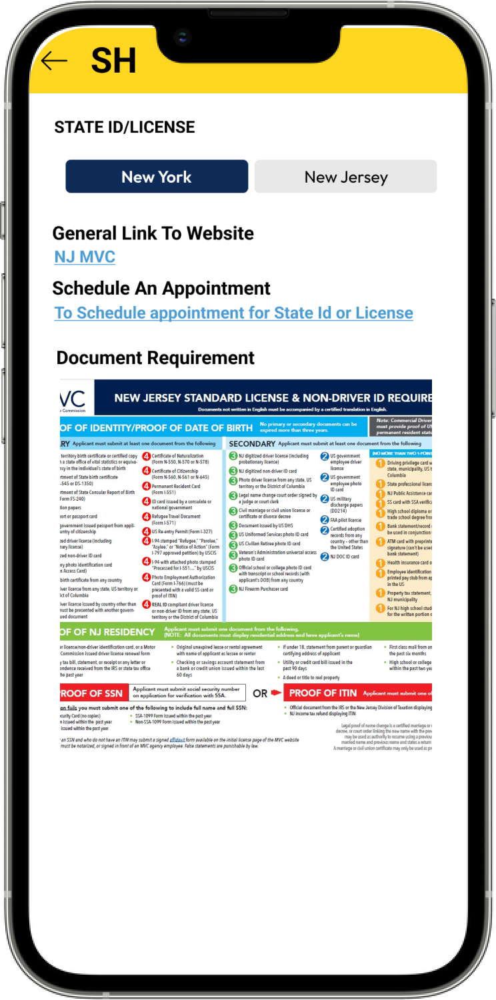 SH
STATE ID/LICENSE
New York
New Jersey
General Link To Website
NJ MVC
Schedule An Appointment
To Schedule appointment for State Id or License
Document Requirement
VC
Commission
NEW JERSEY STANDARD LICENSE & NON-DRIVER ID REQUIRE
Documents not written in English must be accompanied by a certified translation in English.
OF OF IDENTITY/PROOF OF DATE OF BIRTH
No primary or secondary documents can be
expired more than three years.
Note: Commercial Driver
must provide proof of US
permanent resident statu
RY Applicant must submit at least one document from the following
territory birth certificate or certified copy
a state office of vital statistics or equiva-
ncy in the individual's state of birth
rtment of State birth certificate
-545 or DS-1350)
rtment of State Consular Report of Birth
Form FS-240)
tion papers
port or passport card
government issued passport from appli-
untry of citizenship
zed driver license (including
nary license)
zed non-driver ID card
ry photo identification card
n Access Card)
birth certificate from any country
iver license from any state, US territory or
ict of Columbia
iver license issued by country other than
must be presented with another govern-
ued document
4 Certificate of Naturalization
(Form N-550, N-570 or N-578)
4 Certificate of Citizenship
(Form N-560, N-561 or N-645)
4 Permanent Resident Card
(Form I-551)
4 ID card issued by a consulate or
national government
4 Refugee Travel Document
(Form I-571)
4 US Re-entry Permit (Form I-327)
4 I-94 stamped "Refugee," "Parolee,"
"Asylee," or "Notice of Action" (Form
I-797 approved petition) by USCIS
4 I-94 with attached photo stamped
"Processed for I-551..." by USCIS
4 Photo Employment Authorization
Card (Form I-766) (must be
presented with a valid SS card or
proof of ITIN)
4 REAL ID compliant driver license
or non-driver ID from any state, US
territory or the District of Columbia
SECONDARY Applicant must submit at least one document from the following
3 NJ digitized driver license (including
probationary license)
3 NJ digitized non-driver ID card
3 Photo driver license from any state, US
territory or the District of Columbia
3 Legal name change court order signed by
a judge or court clerk
3 Civil marriage or civil union license or
certificate or divorce decree
3 Document issued by US DHS
3 US Uniformed Services photo ID card
3 US Civilian Retiree photo ID card
3 Veteran's Administration universal access
photo ID card
3 Official school or college photo ID card
with transcript or school records (with
applicant's DOB) from any country
3 NJ Firearm Purchaser card
2 US government
employee driver
license
2 US government
employee photo
ID card
2 US military
discharge papers
(DD214)
2 FAA pilot license
2 Certified adoption
records from any
country – other than
the United States
2 NJ DOC ID card
(NO MORE THAN TWO 1-POINT
1 Driving privilege card w
state, municipality, US t
Columbia
1 State professional licens
1 NJ Public Assistance car
1 SS card with SSA verifica
1 High school diploma or
trade school degree fro
1 Bank statement/record
be used in conjunction
1 ATM card with preprinte
signature (can't be used
bank statement)
1 Health insurance card o
1 Employee identification
printed pay stub from ap
in the US
1 Property tax statement,
NJ municipality
1 For NJ high school stud
for the written portion o
OF OF NJ RESIDENCY
Applicant must submit one document from the following.
(NOTE: All documents must display residential address and have applicant's name)
er license/non-driver identification card, or a Motor
Commission issued driver license renewal form
y tax bill, statement, or receipt or any letter or
ondence received from the IRS or state tax office
he past year
• Original unexpired lease or rental agreement
with name of applicant as lessee or renter
• Checking or savings account statement from
a bank or credit union issued within the last
60 days
• If under 18, statement from parent or guardian
certifying address of applicant
• Utility or credit card bill issued in the
past 90 days
• A deed or title to real property
• First class mail from an
the past six months
• High school or college
within the past two yea
ROOF OF SSN
Applicant must submit social security number
on application for verification with SSA.
OR
PROOF OF ITIN Applicant must submit one o
on fails you must submit one of the following to include full name and full SSN:
curity Card (no copies)
n issued within the past year
issued within the past year
• SSA-1099 Form issued within the past year
• Non-SSA-1099 Form issued within the past year
• Official document from the IRS or the New Jersey Division of Taxation displaying
• NJ income tax refund displaying ITIN
an SSN and who do not have an ITIN may submit a signed affidavit form available on the initial license page of the MVC website
must be notarized, or signed in front of an MVC agency employee. False statements are punishable by law.
Legal proof of name change is a certified marriage or
decree, or court order linking the new name with the prev
may be used as authority to resume using a previou
married name and previous name and states a return
A marriage or civil union certificate may only be used as pr